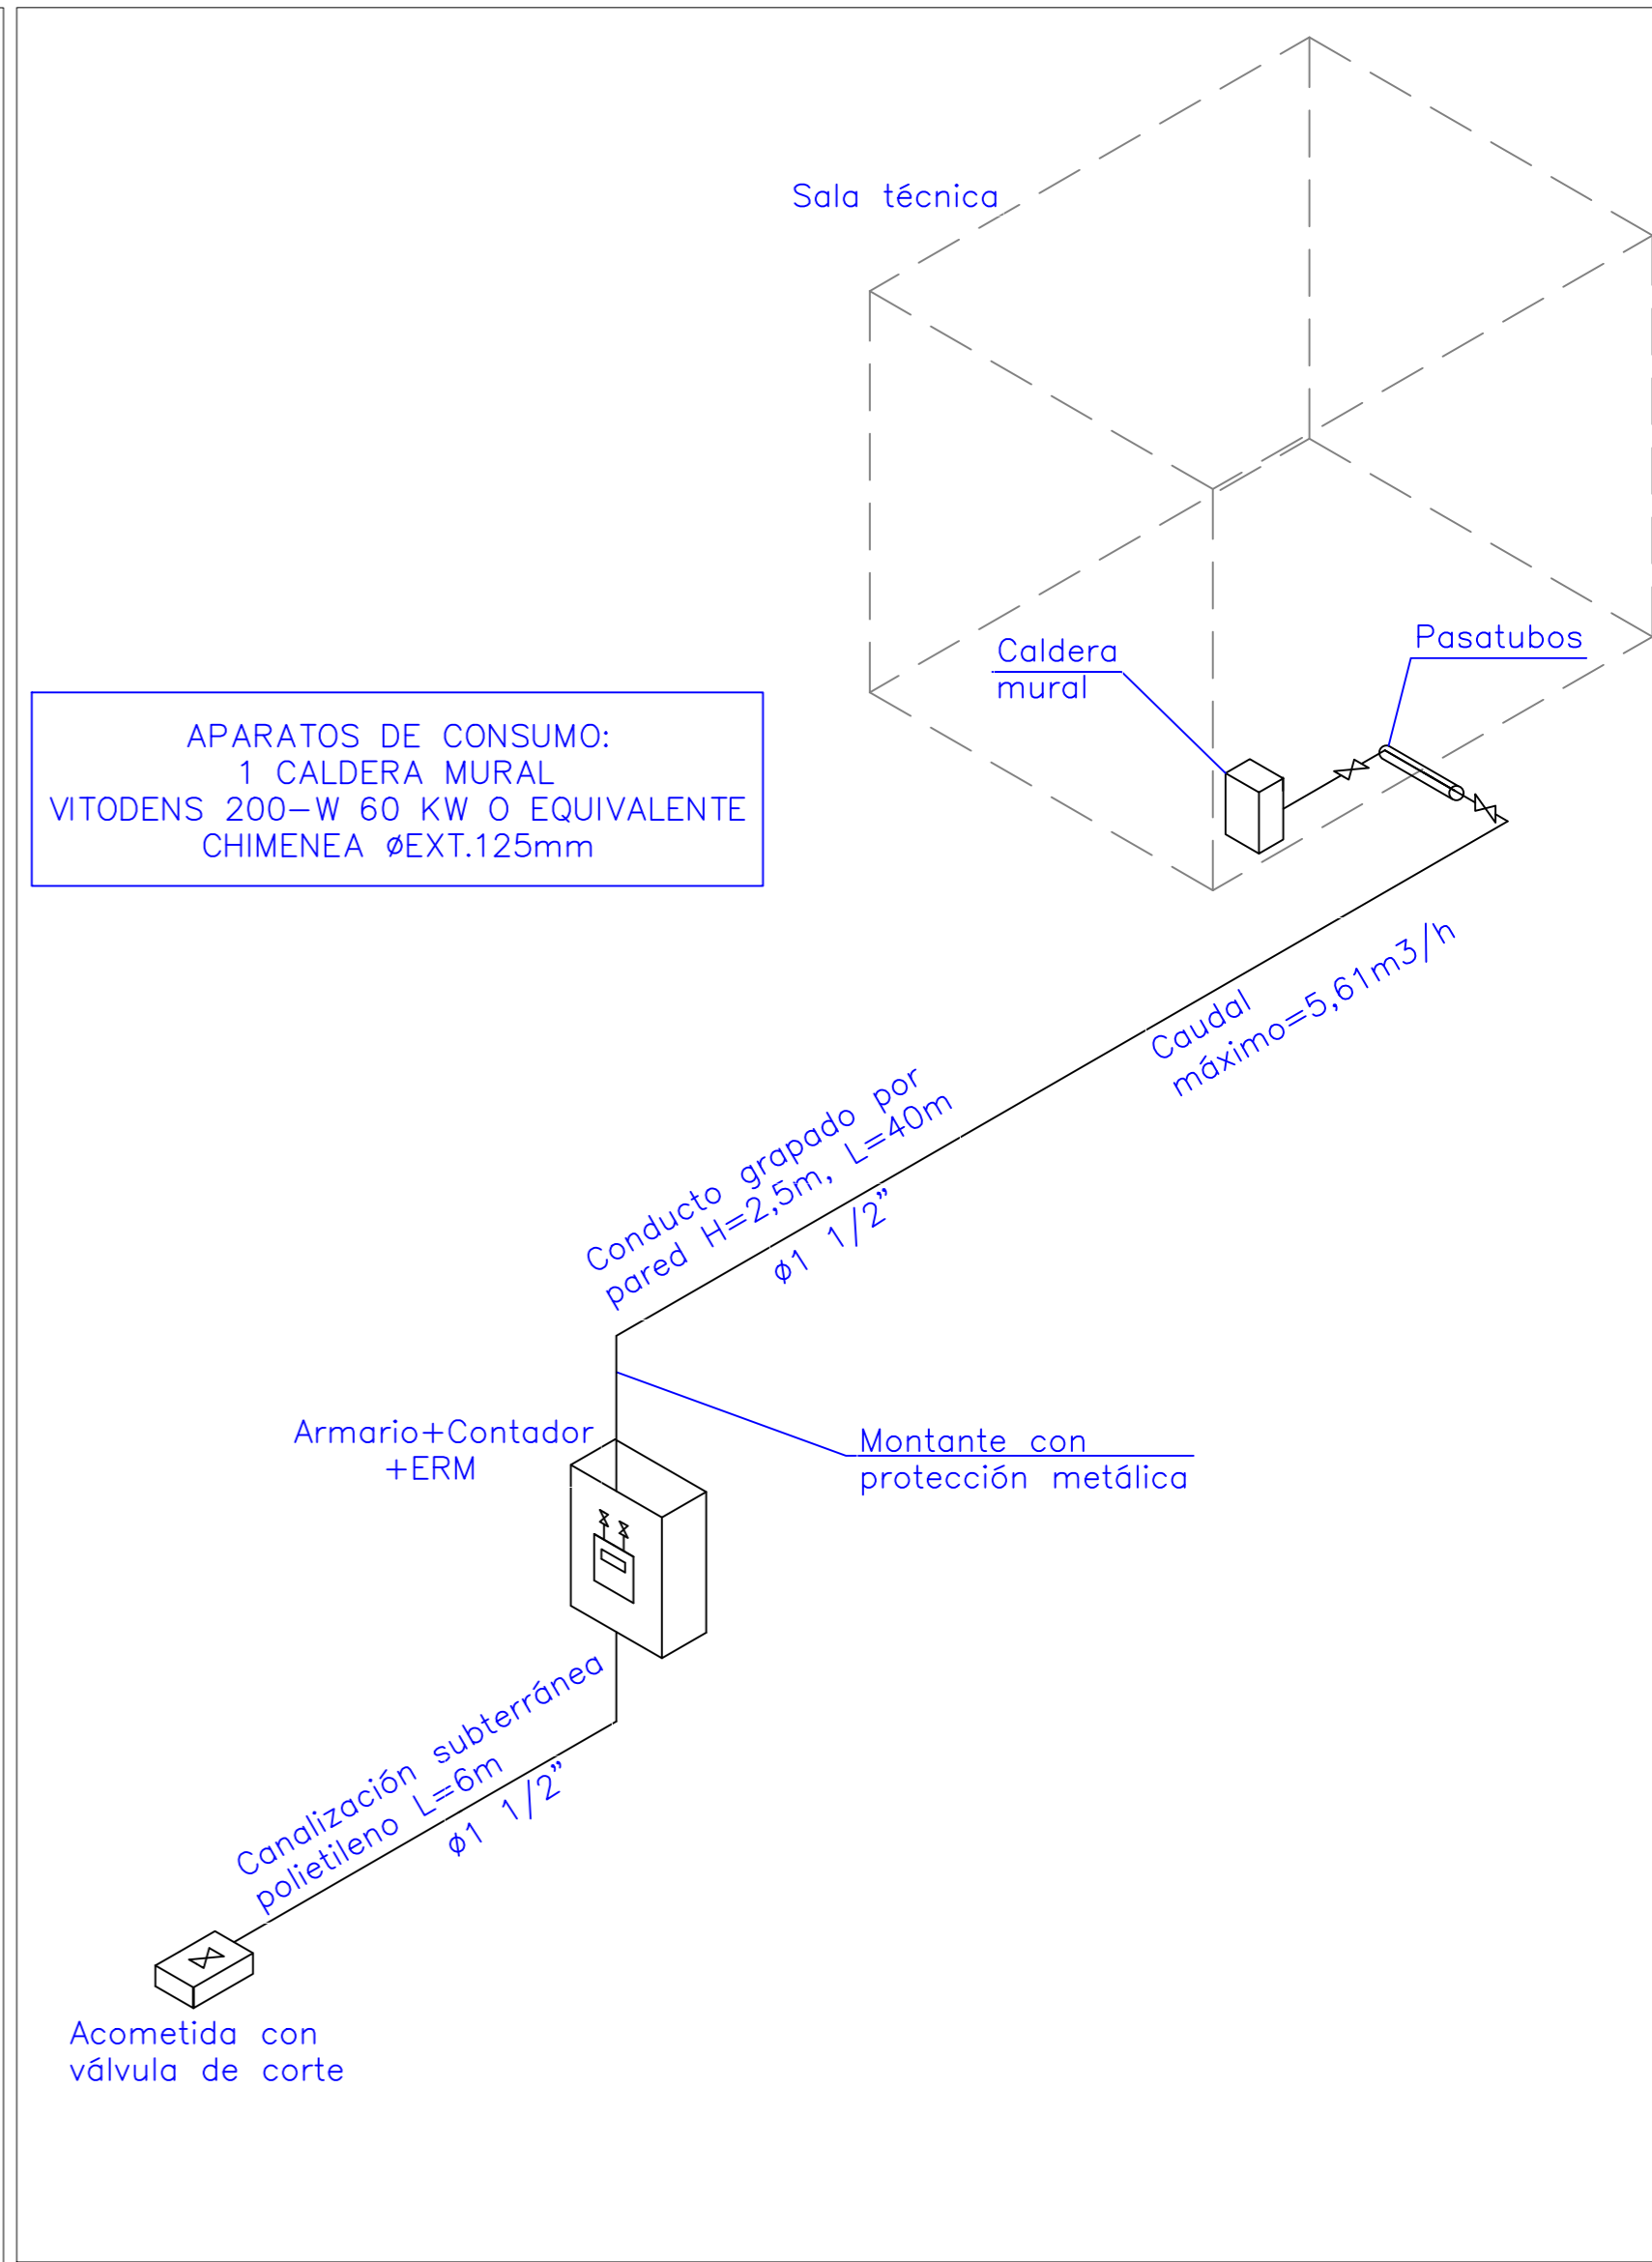 Sala técnica
Caldera
mural
Pasatubos
APARATOS DE CONSUMO:
1 CALDERA MURAL
VITODENS 200-W 60 KW O EQUIVALENTE
CHIMENEA øEXT.125mm
Caudal
máximo=5,61m3/h
Conducto grapado por
pared H=2,5m, L=40m
ø1 1/2”
Armario+Contador
+ERM
Montante con
protección metálica
Canalización subterránea
polietileno L=6m
ø1 1/2”
Acometida con
válvula de corte